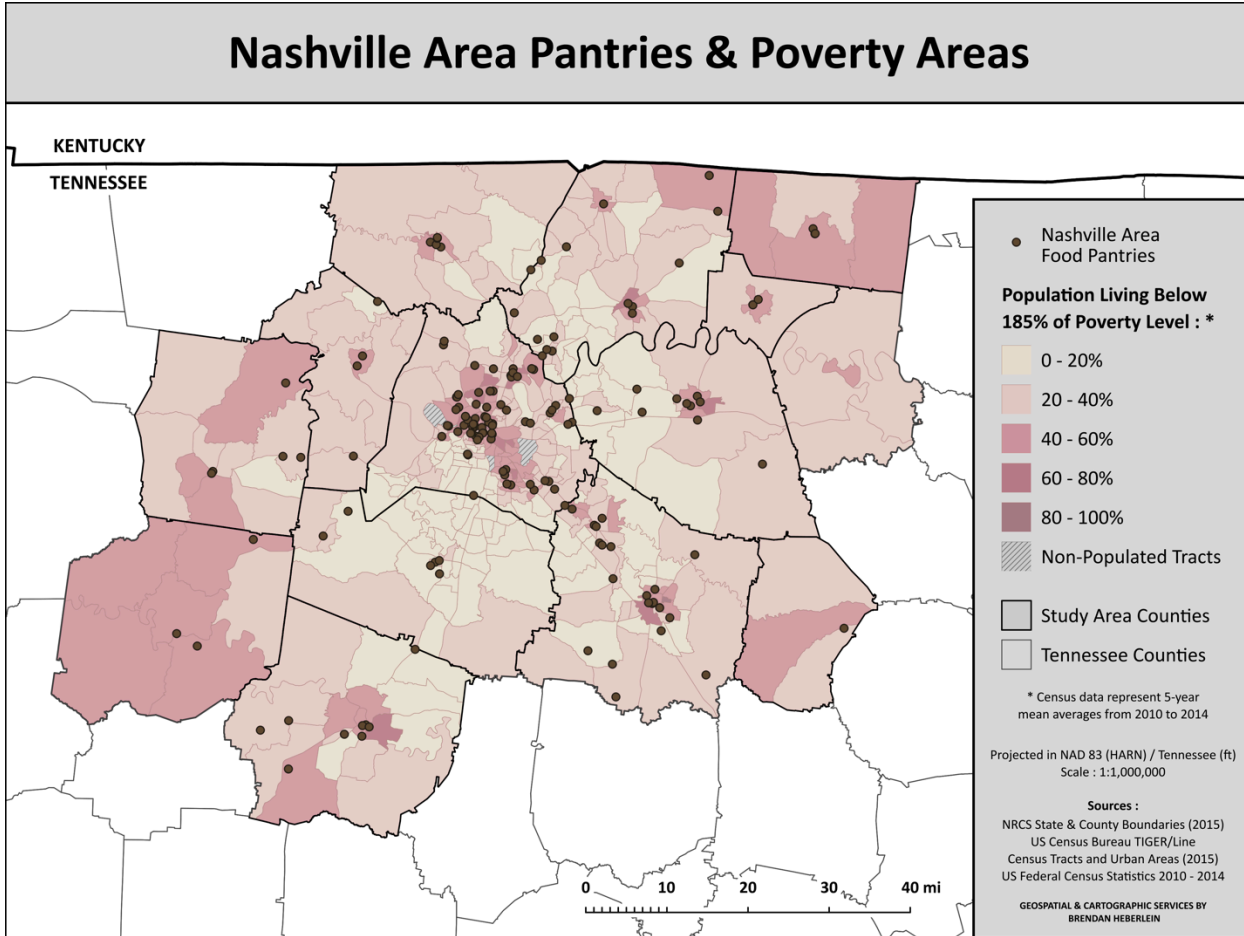 Nashville Area Pantries & Poverty Areas
KENTUCKY
TENNESSEE
Nashville Area
Food Pantries
Population Living Below
185% of Poverty Level : *
0 - 20%
20 - 40%
40 - 60%
60 - 80%
80 - 100%
Non-Populated Tracts
Study Area Counties
Tennessee Counties
* Census data represent 5-year
mean averages from 2010 to 2014
Projected in NAD 83 (HARN) / Tennessee (ft)
Scale : 1:1,000,000
Sources :
NRCS State & County Boundaries (2015)
US Census Bureau TIGER/Line
Census Tracts and Urban Areas (2015)
US Federal Census Statistics 2010 - 2014
GEOSPATIAL & CARTOGRAPHIC SERVICES BY
BRENDAN HEBERLEIN
0 10 20 30 40 mi